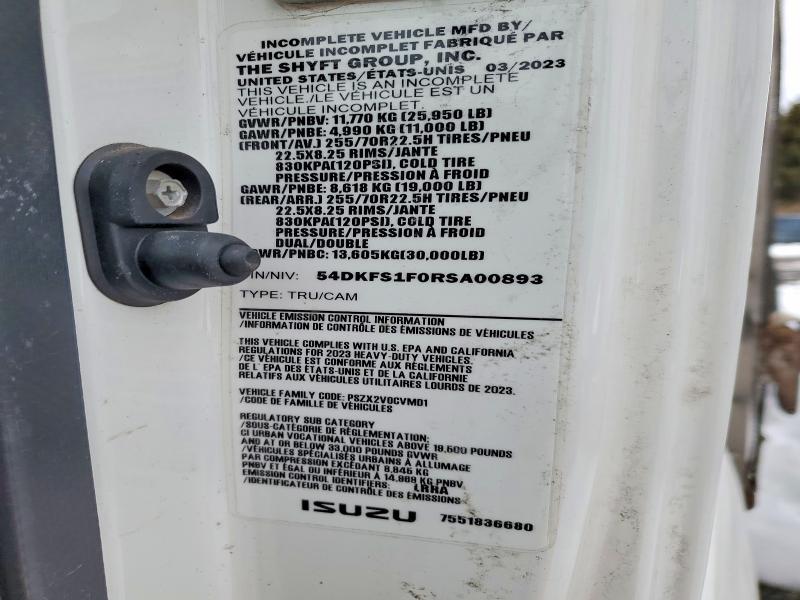 INCOMPLETE VEHICLE MFD BY/
VÉHICULE INCOMPLET FABRIQUÉ PAR
THE SHYFT GROUP, INC.
UNITED STATES/ÉTATS-UNIS 03/2023
THIS VEHICLE IS AN INCOMPLETE
VEHICLE./LE VÉHICULE EST UN
VÉHICULE INCOMPLET.
GVWR/PNBV: 11,770 KG (25,950 LB)
GAWR/PNBE: 4,990 KG (11,000 LB)
(FRONT/AV.) 255/70R22.5H TIRES/PNEU
22.5X8.25 RIMS/JANTE
830KPA(120PSI), COLD TIRE
PRESSURE/PRESSION À FROID
GAWR/PNBE: 8,618 KG (19,000 LB)
(REAR/ARR.) 255/70R22.5H TIRES/PNEU
22.5X8.25 RIMS/JANTE
830KPA(120PSI), COLD TIRE
PRESSURE/PRESSION À FROID
DUAL/DOUBLE
WR/PNBC: 13,605KG(30,000LB)
IN/NIV: 54DKFS1F0RSA00893
TYPE: TRU/CAM
VEHICLE EMISSION CONTROL INFORMATION
/INFORMATION DE CONTRÔLE DES ÉMISSIONS DE VÉHICULES
THIS VEHICLE COMPLIES WITH U.S. EPA AND CALIFORNIA
REGULATIONS FOR 2023 HEAVY-DUTY VEHICLES.
/CE VÉHICULE EST CONFORME AUX RÈGLEMENTS
DE L'EPA DES ÉTATS-UNIS ET DE LA CALIFORNIE
RELATIFS AUX VÉHICULES UTILITAIRES LOURDS DE 2023.
VEHICLE FAMILY CODE: PSZX2VOCVMD1
/CODE DE FAMILLE DE VÉHICULES
REGULATORY SUB CATEGORY
/SOUS-CATÉGORIE DE RÉGLEMENTATION:
CI URBAN VOCATIONAL VEHICLES ABOVE 19,500 POUNDS
AND AT OR BELOW 33,000 POUNDS GVWR
/VÉHICULES SPÉCIALISÉS URBAINS À ALLUMAGE
PAR COMPRESSION EXCÉDANT 8,845 KG
PNBV ET ÉGAL OU INFÉRIEUR À 14,969 KG PNBV.
EMISSION CONTROL IDENTIFIERS: LRHA
/IDENTIFICATEUR DE CONTRÔLE DES ÉMISSIONS
ISUZU 7551836680